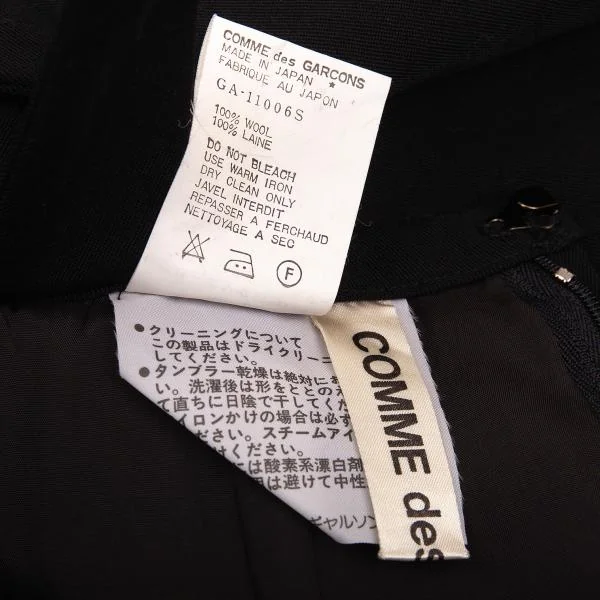 COMME des GARCONS
MADE IN JAPAN *
FABRIQUE AU JAPON
GA-11006S
100% WOOL
100% LAINE
DO NOT BLEACH
USE WARM IRON
DRY CLEAN ONLY
JAVEL INTERDIT
REPASSER A FERCHAUD
NETTOYAGE A SEC
F
●クリーニングについて
この製品はドライクリーニ
してください。
●タンブラー乾燥は絶対に
い。洗濯後は形をととのえ
て直ちに日陰で干してくだ
イロンかけの場合は必ず
ださい。スチームアイ
けください。
には酸素系漂白剤
は避けて中性
ギャルソン
COMME des